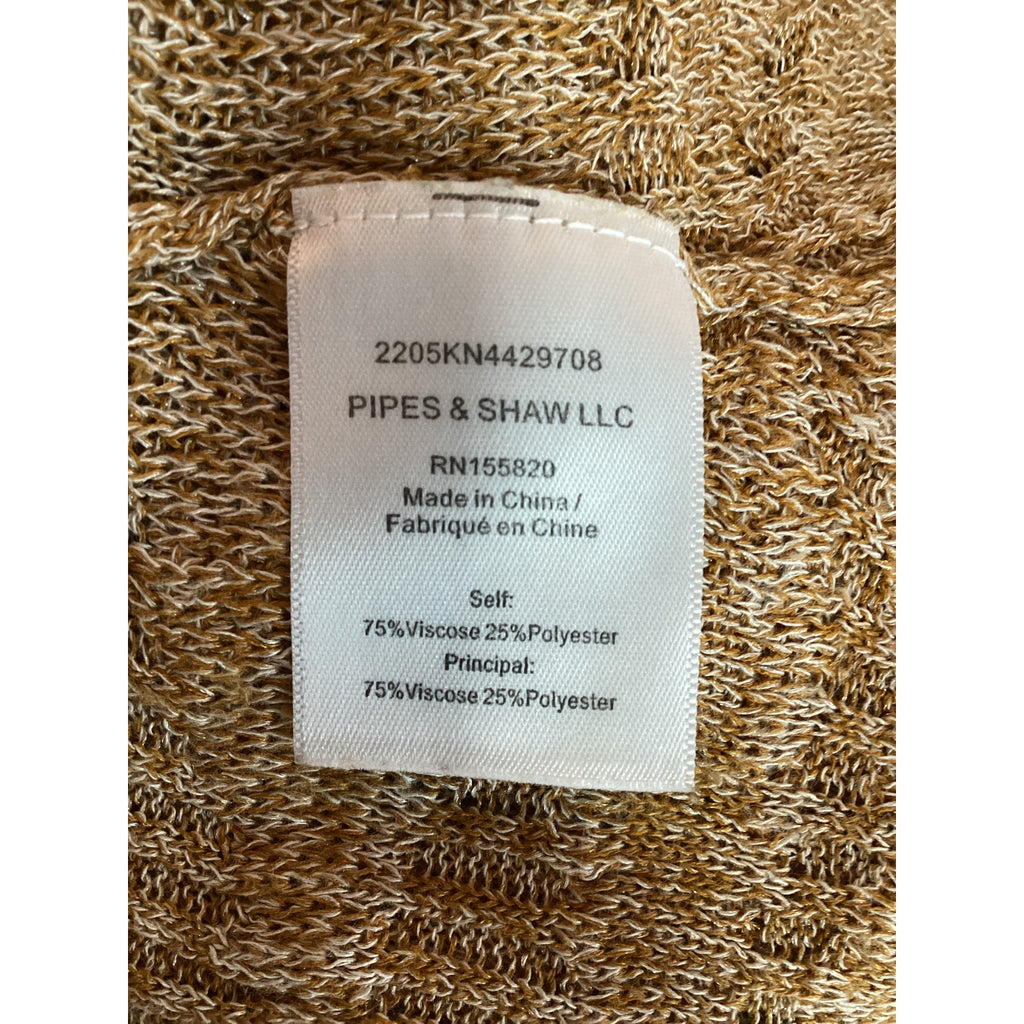 2205KN4429708
PIPES & SHAW LLC
RN155820
Made in China /
Fabriqué en Chine
Self:
75%Viscose 25%Polyester
Principal:
75%Viscose 25%Polyester